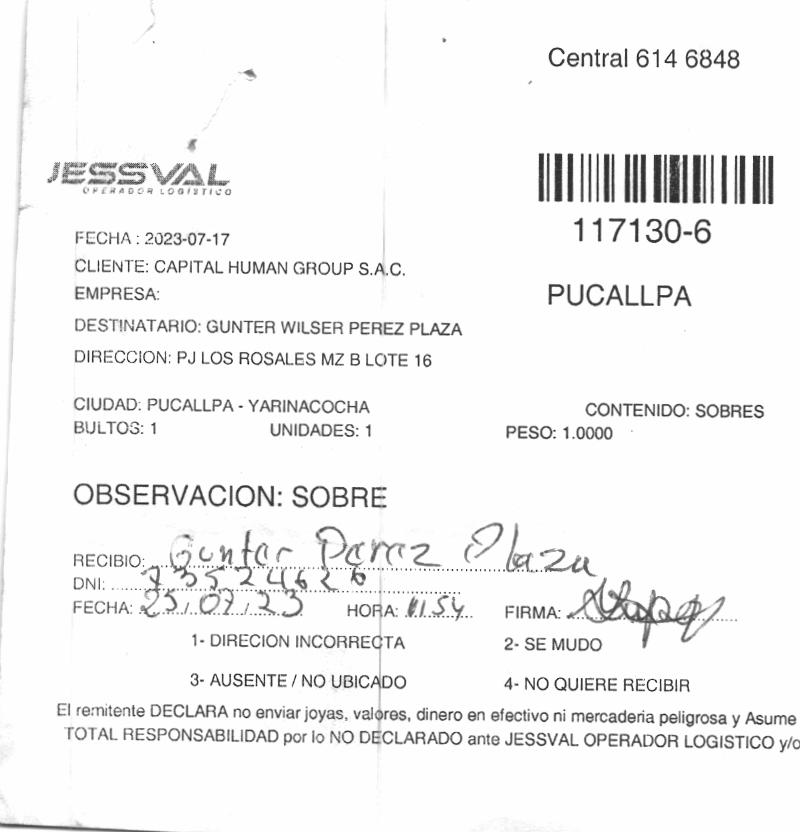 Central 614 6848
JESSVAL
OPERADOR LOGISTICO
117130-6
FECHA : 2023-07-17
CLIENTE: CAPITAL HUMAN GROUP S.A.C.
EMPRESA:
PUCALLPA
DESTINATARIO: GUNTER WILSER PEREZ PLAZA
DIRECCION: PJ LOS ROSALES MZ B LOTE 16
CIUDAD: PUCALLPA - YARINACOCHA
CONTENIDO: SOBRES
BULTOS: 1 UNIDADES: 1 PESO: 1.0000
OBSERVACION: SOBRE
RECIBIO: Gunter Perez Plaza
DNI: 73524626
FECHA: 25/07/23 HORA: 11:54 FIRMA:
1- DIRECION INCORRECTA 2- SE MUDO
3- AUSENTE / NO UBICADO 4- NO QUIERE RECIBIR
El remitente DECLARA no enviar joyas, valores, dinero en efectivo ni mercaderia peligrosa y Asume
TOTAL RESPONSABILIDAD por lo NO DECLARADO ante JESSVAL OPERADOR LOGISTICO y/o